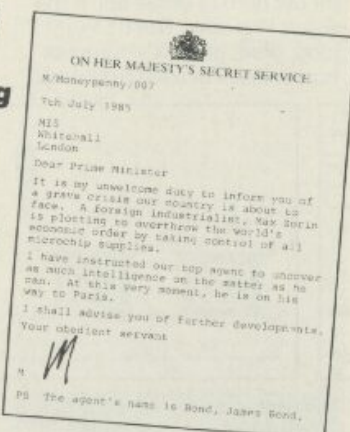 g
ON HER MAJESTY'S SECRET SERVICE
M/Moneypenny/007
7th July 1985
MI5
Whitehall
London
Dear Prime Minister
It is my unwelcome duty to inform you of
a grave crisis our country is about to
face. A foreign industrialist, Max Zorin
is plotting to overthrow the world's
economic order by taking control of all
microchip supplies.
I have instructed our top agent to uncover
as much intelligence on the matter as he
can. At this very moment, he is on his
way to Paris.
I shall advise you of further developments.
Your obedient servant
M
M
PS The agent's name is Bond, James Bond.